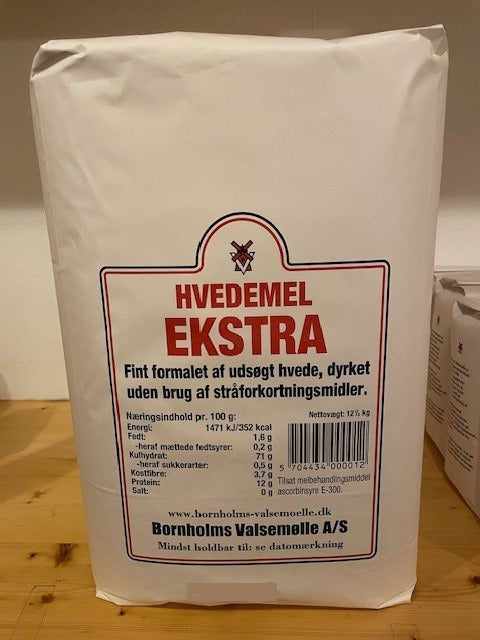 HVEDEMEL
EKSTRA
Fint formalet af udsøgt hvede, dyrket
uden brug af stråforkortningsmidler.
Næringsindhold pr. 100 g:
Energi: 1471 kJ/352 kcal
Fedt: 1,6 g
-heraf mættede fedtsyrer: 0,2 g
Kulhydrat: 71 g
-heraf sukkerarter: 0,5 g
Kostfibre: 3,7 g
Protein: 12 g
Salt: 0 g
Nettovægt: 12½ kg
5 704434 000012
Tilsat melbehandlingsmiddel
ascorbinsyre E-300.
www.bornholms-valsemoelle.dk
Bornholms Valsemølle A/S
Mindst holdbar til: se datomærkning